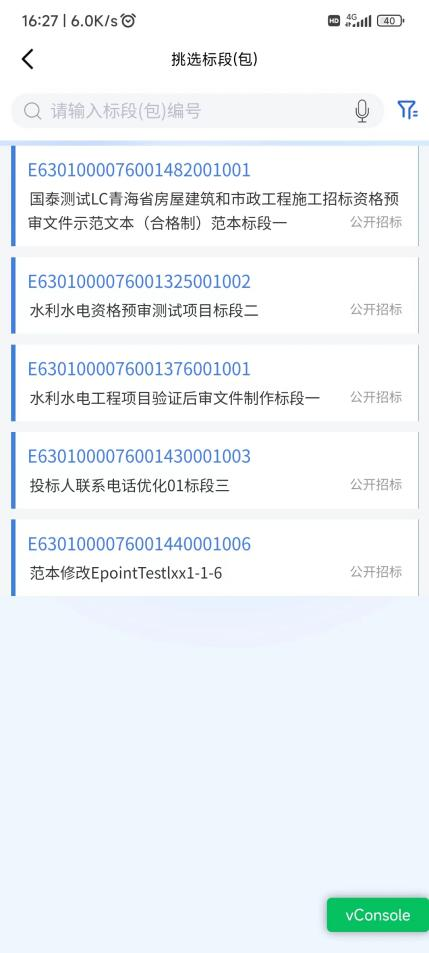 16:27 | 6.0K/s
HD 4G 40
挑选标段(包)
请输入标段(包)编号
E6301000076001482001001
国泰测试LC青海省房屋建筑和市政工程施工招标资格预
审文件示范文本（合格制）范本标段一 公开招标
E6301000076001325001002
水利水电资格预审测试项目标段二 公开招标
E6301000076001376001001
水利水电工程项目验证后审文件制作标段一 公开招标
E6301000076001430001003
投标人联系电话优化01标段三 公开招标
E6301000076001440001006
范本修改EpointTestlxx1-1-6 公开招标
vConsole